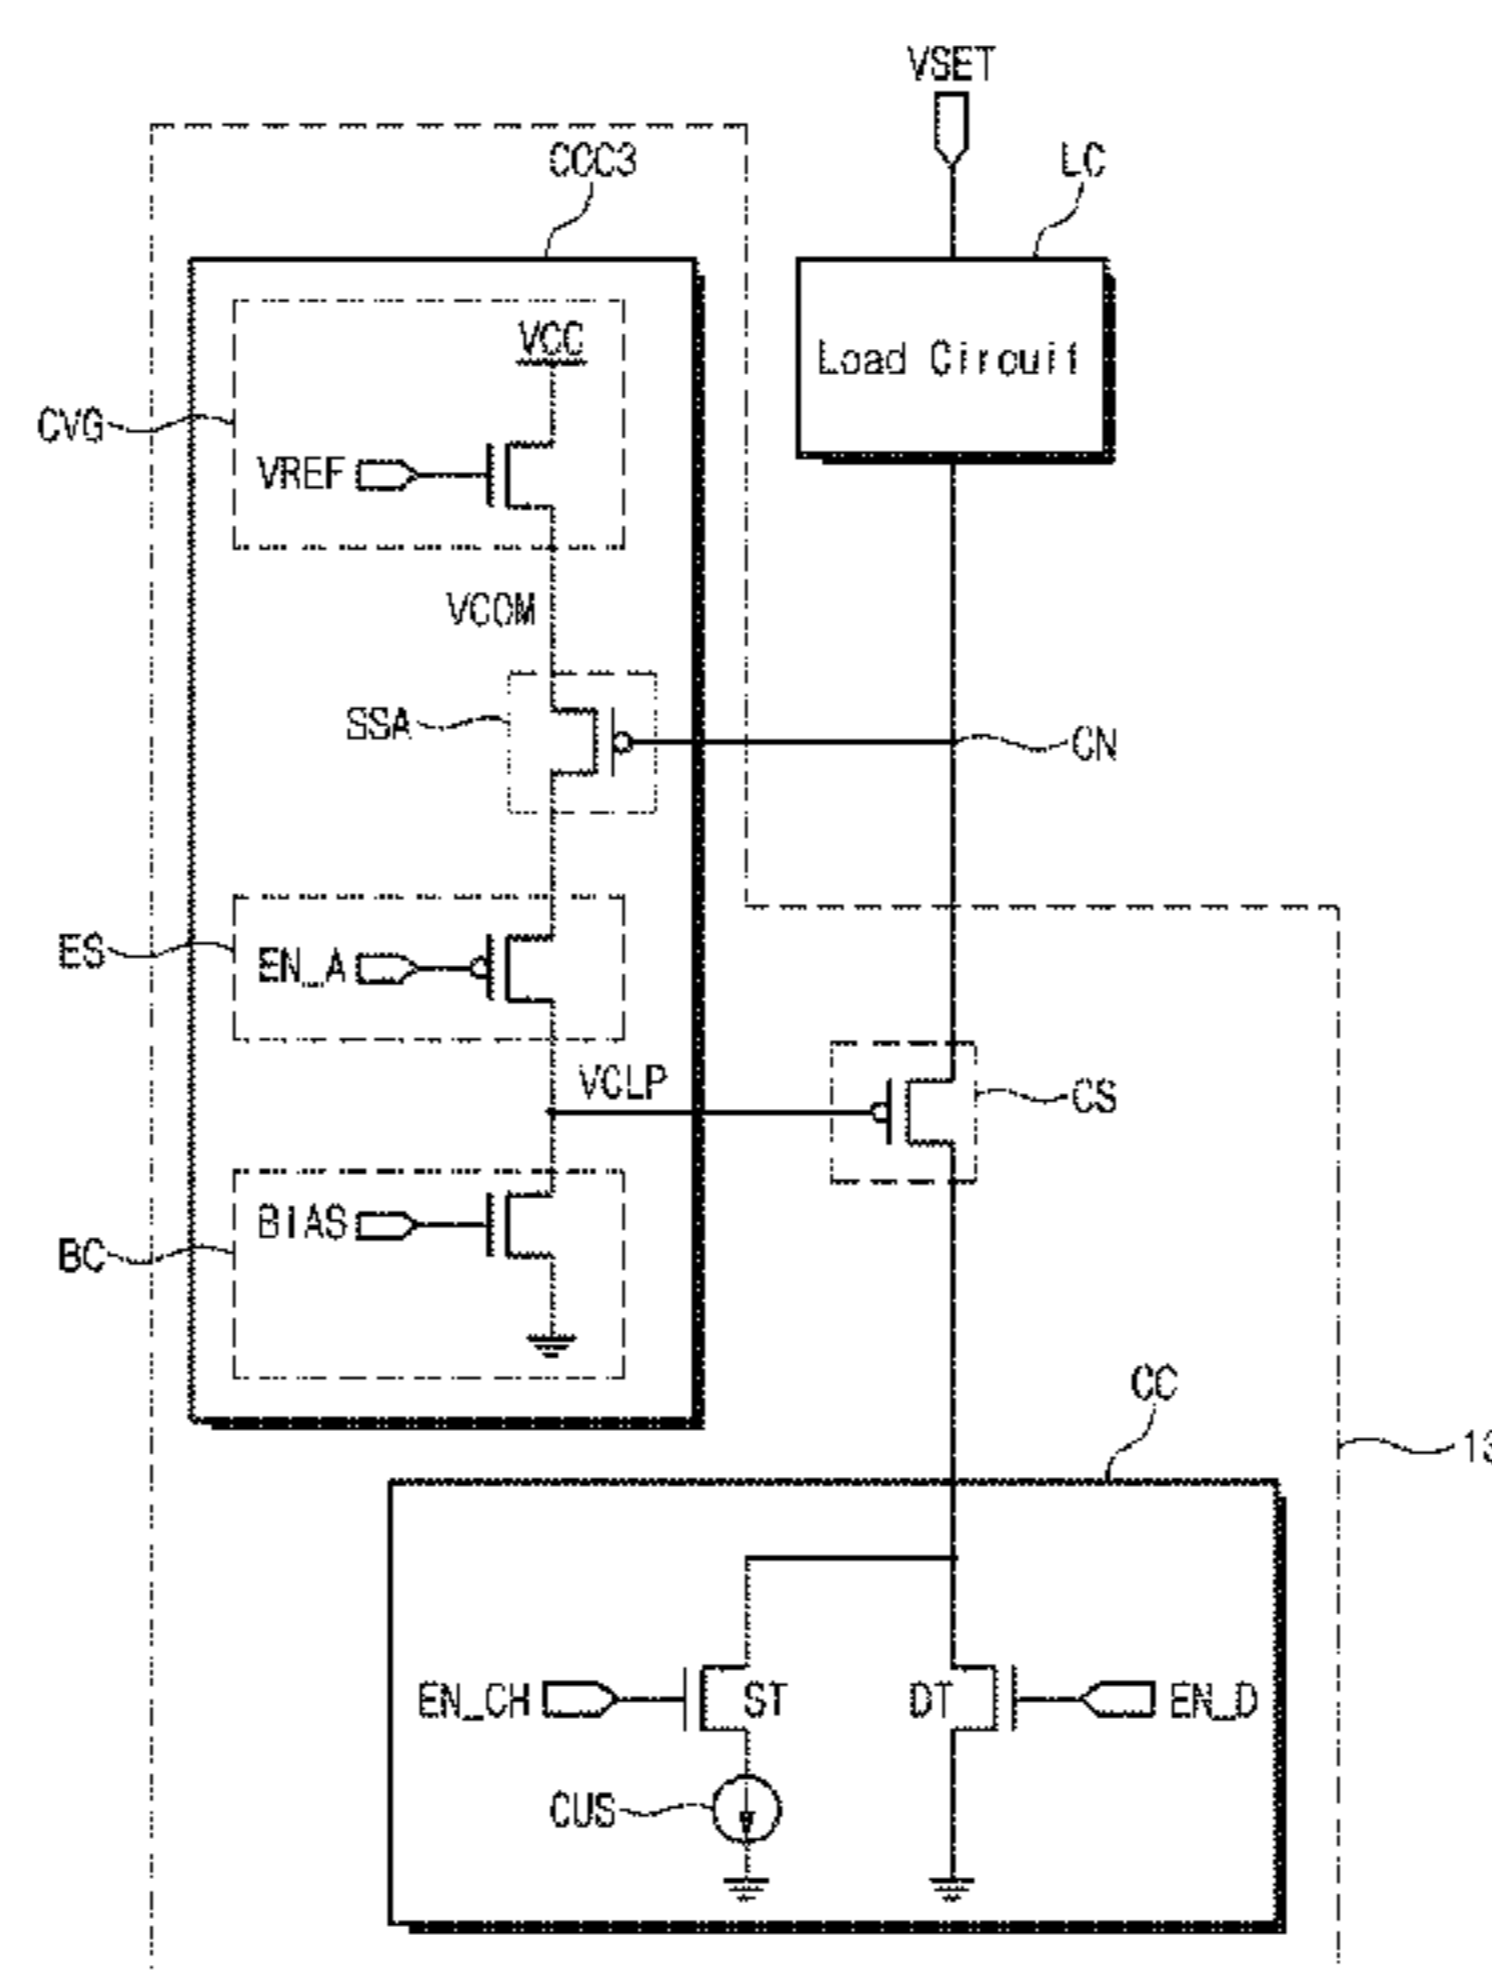 VSET
CCC3
LC
VCC
Load Circuit
CVG
VREF
VCOM
SSA
CN
ES
EN_A
VCLP
CS
BIAS
BC
CC
EN_CH
ST
DT
EN_D
CUS